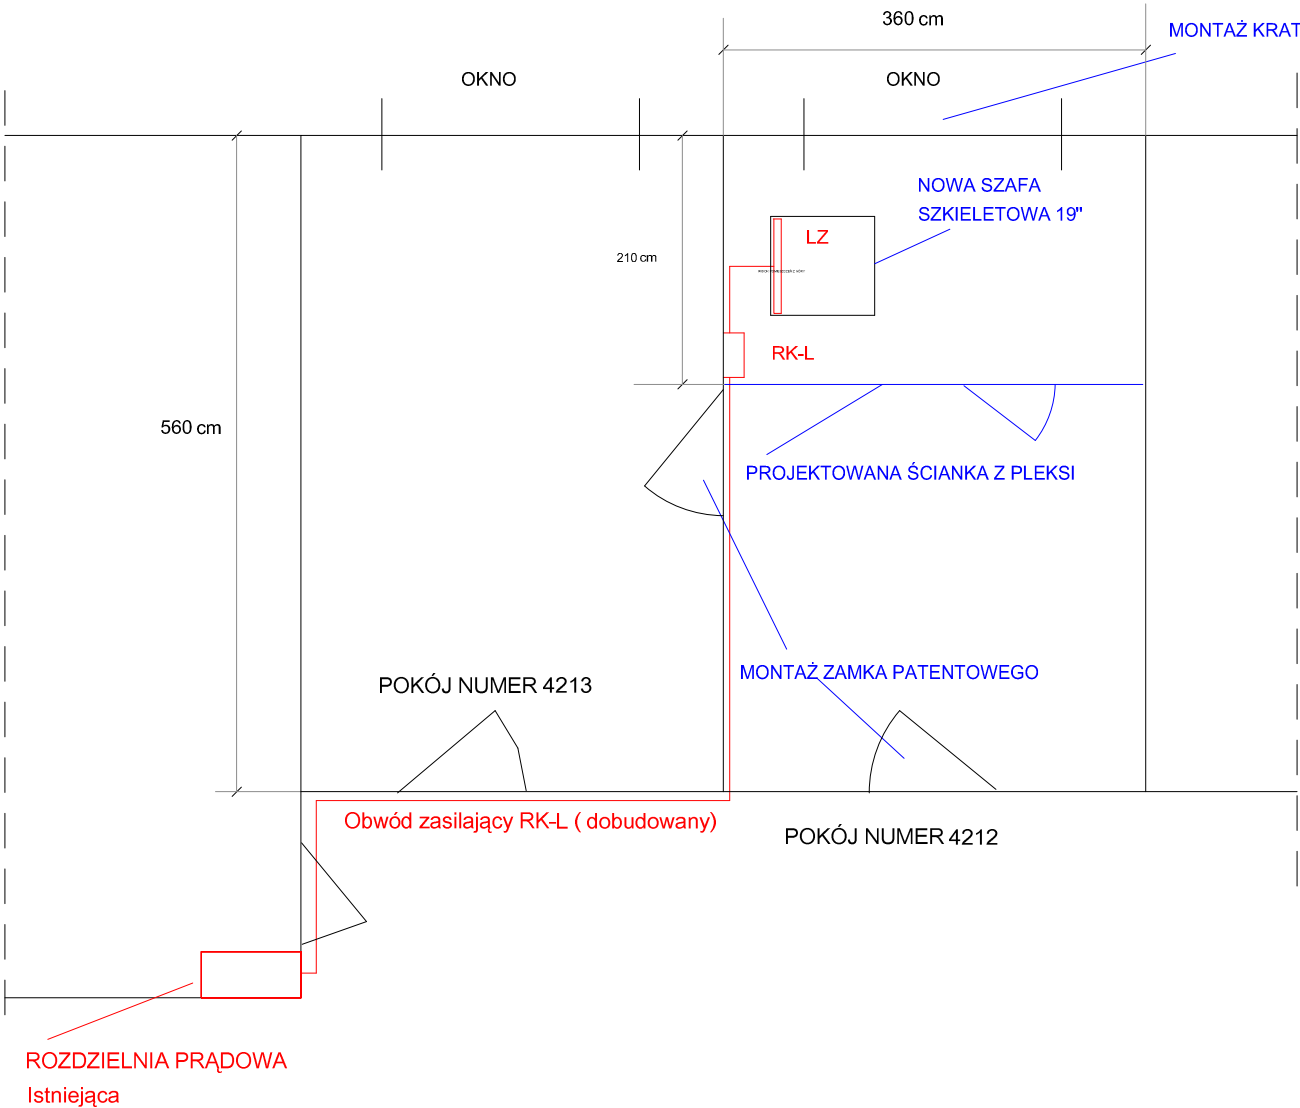 360 cm
MONTAŻ KRAT
OKNO
OKNO
NOWA SZAFA
SZKIELETOWA 19"
LZ
210 cm
RK-L
560 cm
PROJEKTOWANA ŚCIANKA Z PLEKSI
MONTAŻ ZAMKA PATENTOWEGO
POKÓJ NUMER 4213
Obwód zasilający RK-L ( dobudowany)
POKÓJ NUMER 4212
ROZDZIELNIA PRĄDOWA
Istniejąca